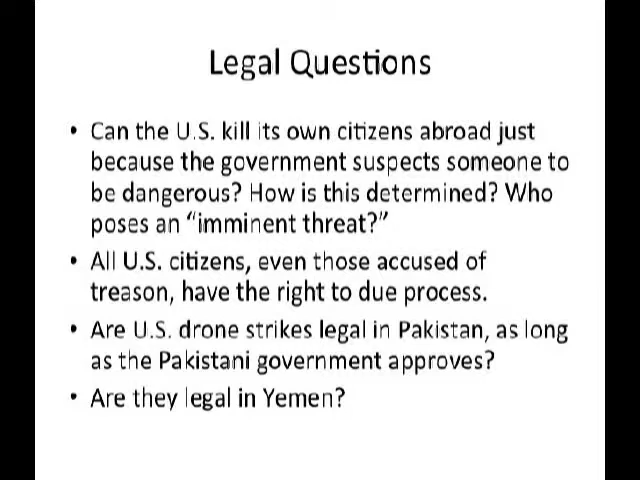 Legal Questions
• Can the U.S. kill its own citizens abroad just
because the government suspects someone to
be dangerous? How is this determined? Who
poses an “imminent threat?”
• All U.S. citizens, even those accused of
treason, have the right to due process.
• Are U.S. drone strikes legal in Pakistan, as long
as the Pakistani government approves?
• Are they legal in Yemen?